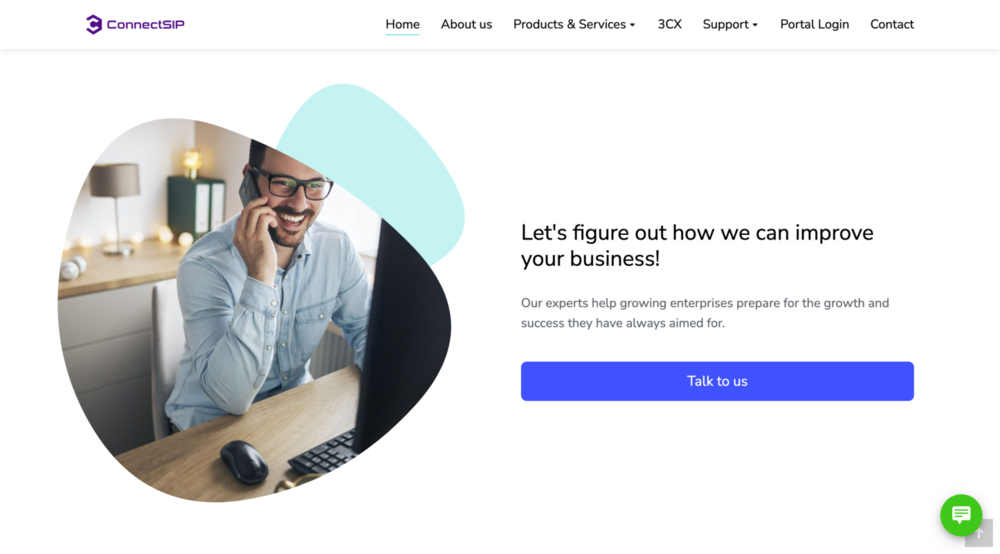 ConnectSIP
Home About us Products & Services 3CX Support Portal Login Contact
Let's figure out how we can improve
your business!
Our experts help growing enterprises prepare for the growth and
success they have always aimed for.
Talk to us